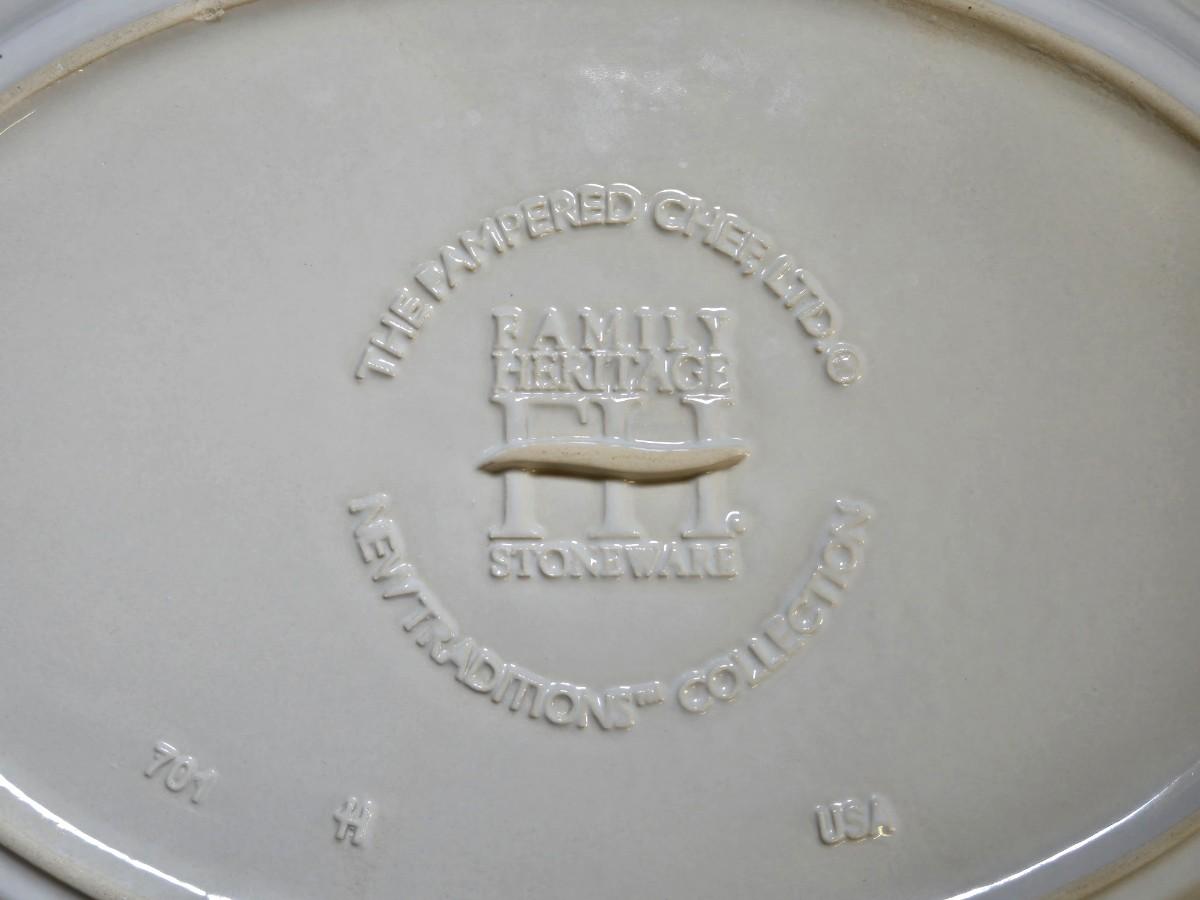 THE PAMPERED CHEF, LTD.©
FAMILY
HERITAGE
FH.
STONEWARE
NEW TRADITIONS™ COLLECTION
701
USA